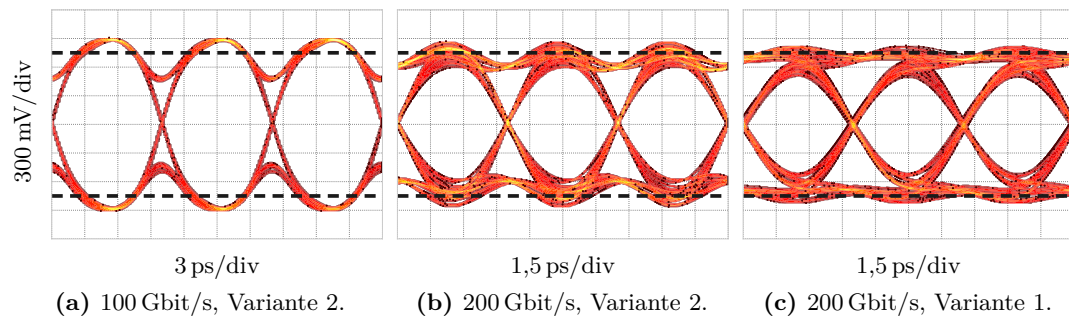 300 mV/div
3 ps/div
1,5 ps/div
1,5 ps/div
(a) 100 Gbit/s, Variante 2.
(b) 200 Gbit/s, Variante 2.
(c) 200 Gbit/s, Variante 1.